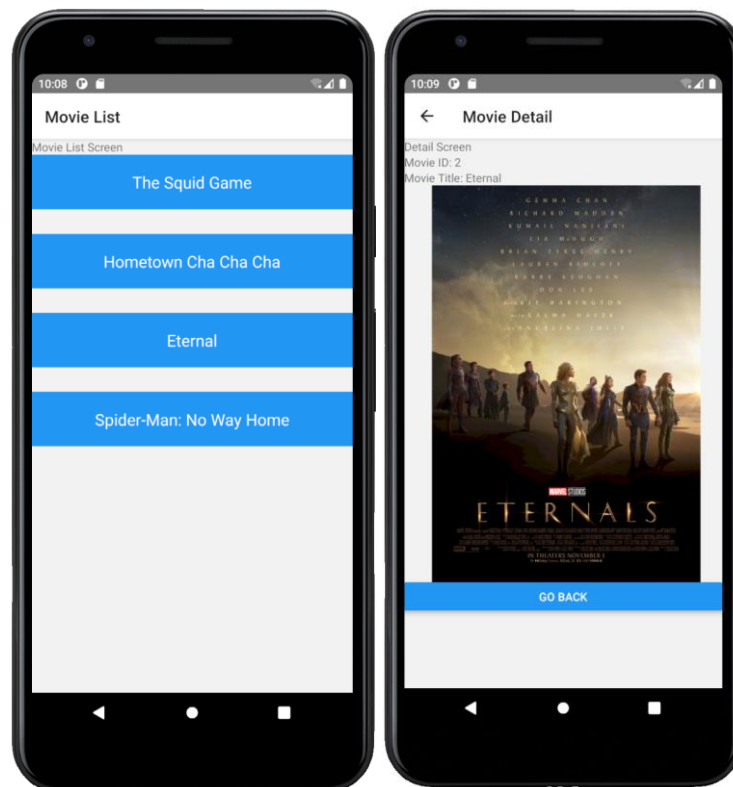 10:08
Movie List
Movie List Screen
The Squid Game
Hometown Cha Cha Cha
Eternal
Spider-Man: No Way Home
10:09
Movie Detail
Detail Screen
Movie ID: 2
Movie Title: Eternal
GEMMA CHAN
RICHARD MADDEN
KUMAIL NANJIANI
LIA McHUGH
BRIAN TYREE HENRY
LAUREN RIDLOFF
BARRY KEOGHAN
DON LEE
HARINGTON
SALMA HAYEK
ANGELINA JOLIE
MARVEL STUDIOS
ETERNALS
IN THEATERS NOVEMBER 5
GO BACK